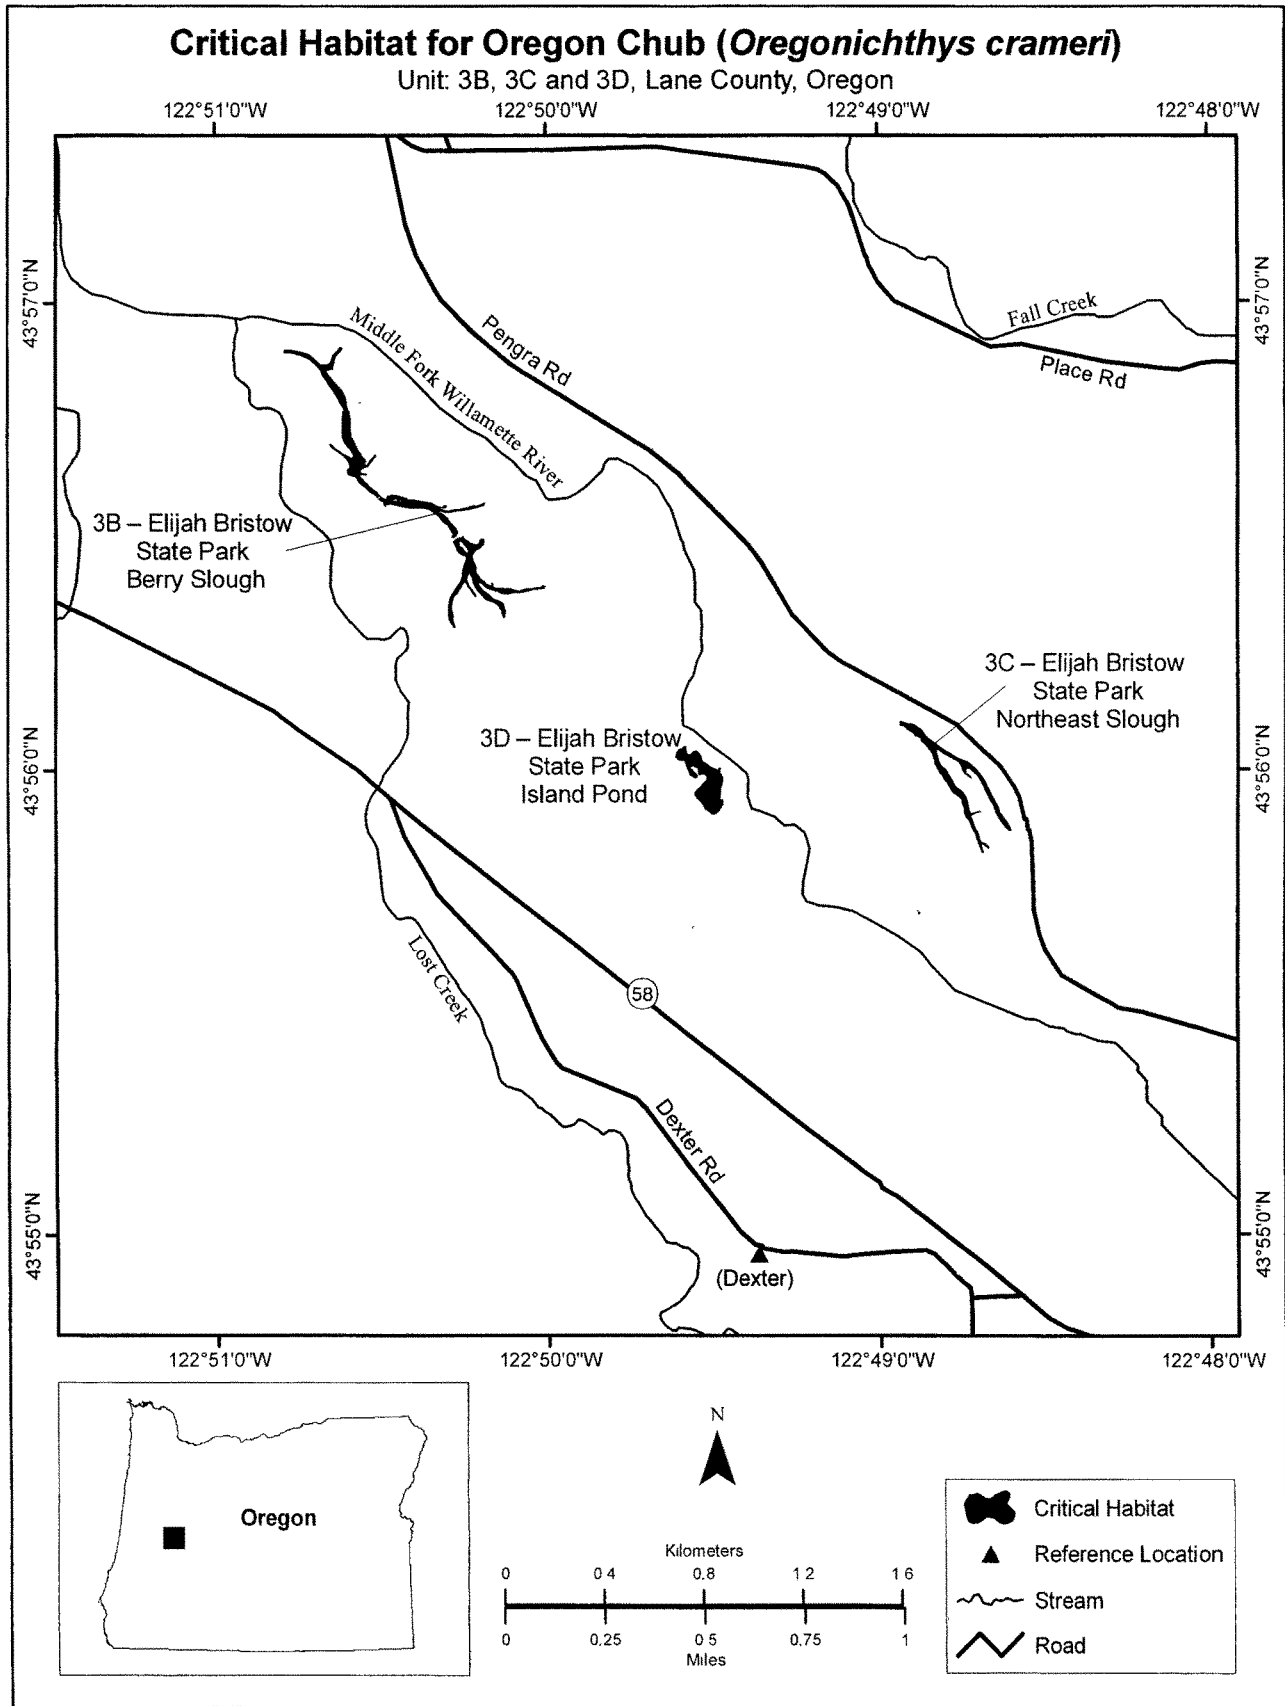 Critical Habitat for Oregon Chub (Oregonichthys crameri)
Unit: 3B, 3C and 3D, Lane County, Oregon
122°51'0"W 122°50'0"W 122°49'0"W 122°48'0"W
43°57'0"N
43°57'0"N
Fall Creek
Place Rd
Pengra Rd
Middle Fork Willamette River
3B – Elijah Bristow
State Park
Berry Slough
3C – Elijah Bristow
State Park
Northeast Slough
3D – Elijah Bristow
State Park
Island Pond
43°56'0"N
43°56'0"N
Lost Creek
58
Dexter Rd
43°55'0"N
43°55'0"N
(Dexter)
122°51'0"W 122°50'0"W 122°49'0"W 122°48'0"W
Oregon
N
Kilometers
0 0 4 0.8 1 2 1 6
0 0.25 0 5 0.75 1
Miles
Critical Habitat
Reference Location
Stream
Road